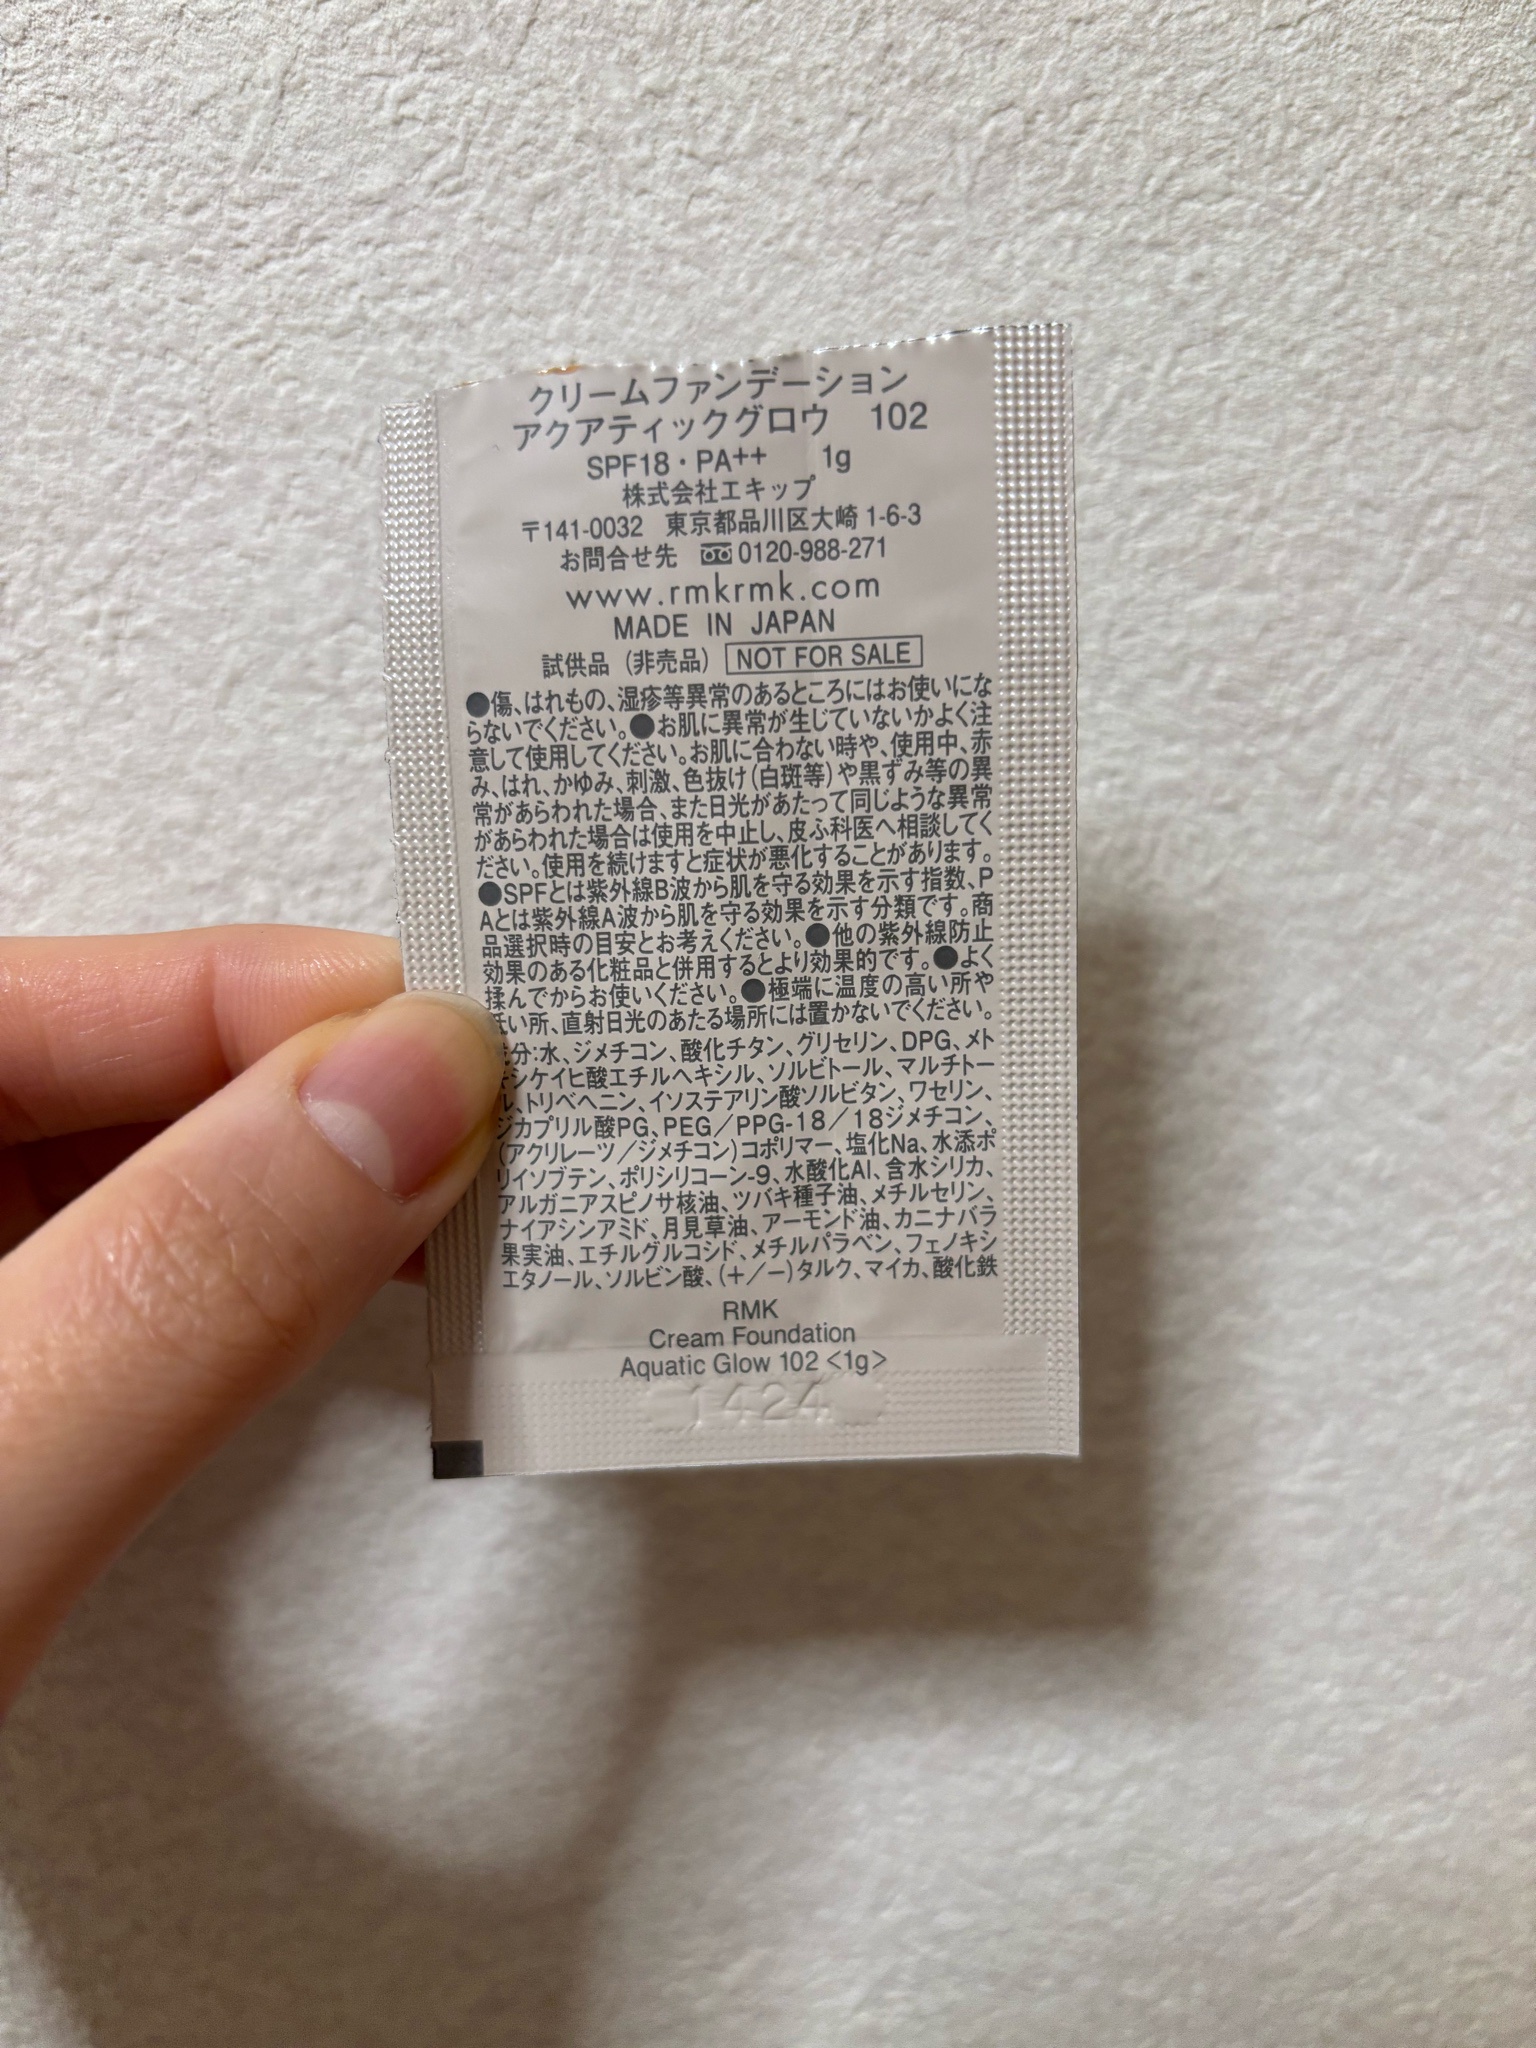 クリームファンデーション
アクアティックグロウ 102
SPF18・PA++ 1g
株式会社エキップ
〒141-0032 東京都品川区大崎 1-6-3
お問合せ先 0120-988-271
www.rmkrmk.com
MADE IN JAPAN
試供品（非売品） NOT FOR SALE
●傷、はれもの、湿疹等異常のあるところにはお使いにな
らないでください。●お肌に異常が生じていないかよく注
意して使用してください。お肌に合わない時や、使用中、赤
み、はれ、かゆみ、刺激、色抜け（白斑等）や黒ずみ等の異
常があらわれた場合、また日光があたって同じような異常
があらわれた場合は使用を中止し、皮ふ科医へ相談してく
ださい。使用を続けますと症状が悪化することがあります。
●SPFとは紫外線B波から肌を守る効果を示す指数、P
Aとは紫外線A波から肌を守る効果を示す分類です。商
品選択時の目安とお考えください。●他の紫外線防止
効果のある化粧品と併用するとより効果的です。●よく
揉んでからお使いください。●極端に温度の高い所や
低い所、直射日光のあたる場所には置かないでください。
分:水、ジメチコン、酸化チタン、グリセリン、DPG、メト
キシケイヒ酸エチルヘキシル、ソルビトール、マルチトー
ル、トリベヘニン、イソステアリン酸ソルビタン、ワセリン、
ジカプリル酸PG、PEG／PPG-18／18ジメチコン、
(アクリレーツ／ジメチコン)コポリマー、塩化Na、水添ポ
リイソブテン、ポリシリコーン-9、水酸化Al、含水シリカ、
アルガニアスピノサ核油、ツバキ種子油、メチルセリン、
ナイアシンアミド、月見草油、アーモンド油、カニナバラ
果実油、エチルグルコシド、メチルパラベン、フェノキシ
エタノール、ソルビン酸、(+／-)タルク、マイカ、酸化鉄
RMK
Cream Foundation
Aquatic Glow 102 <1g>
1424